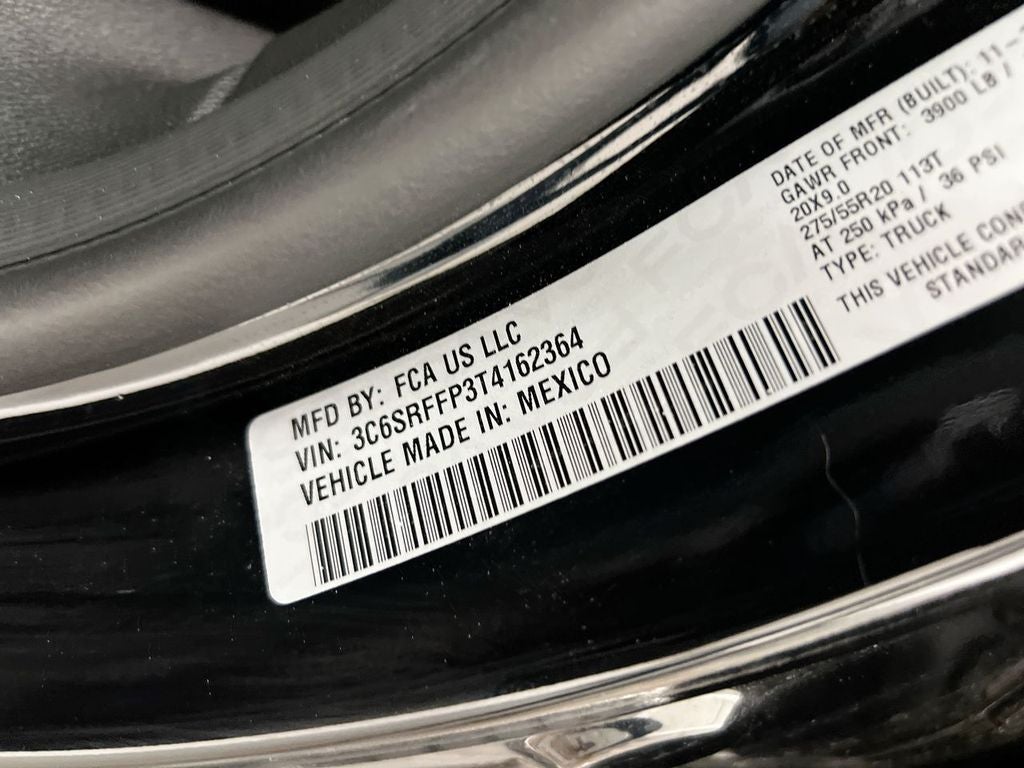 MFD BY: FCA US LLC
VIN: 3C6SRFFP3T4162364
VEHICLE MADE IN: MEXICO
DATE OF MFR (BUILT): 11-
GAWR FRONT: 3900 LB /
20X9.0
275/55R20 113T
AT 250 kPa / 36 PSI
TYPE: TRUCK
THIS VEHICLE